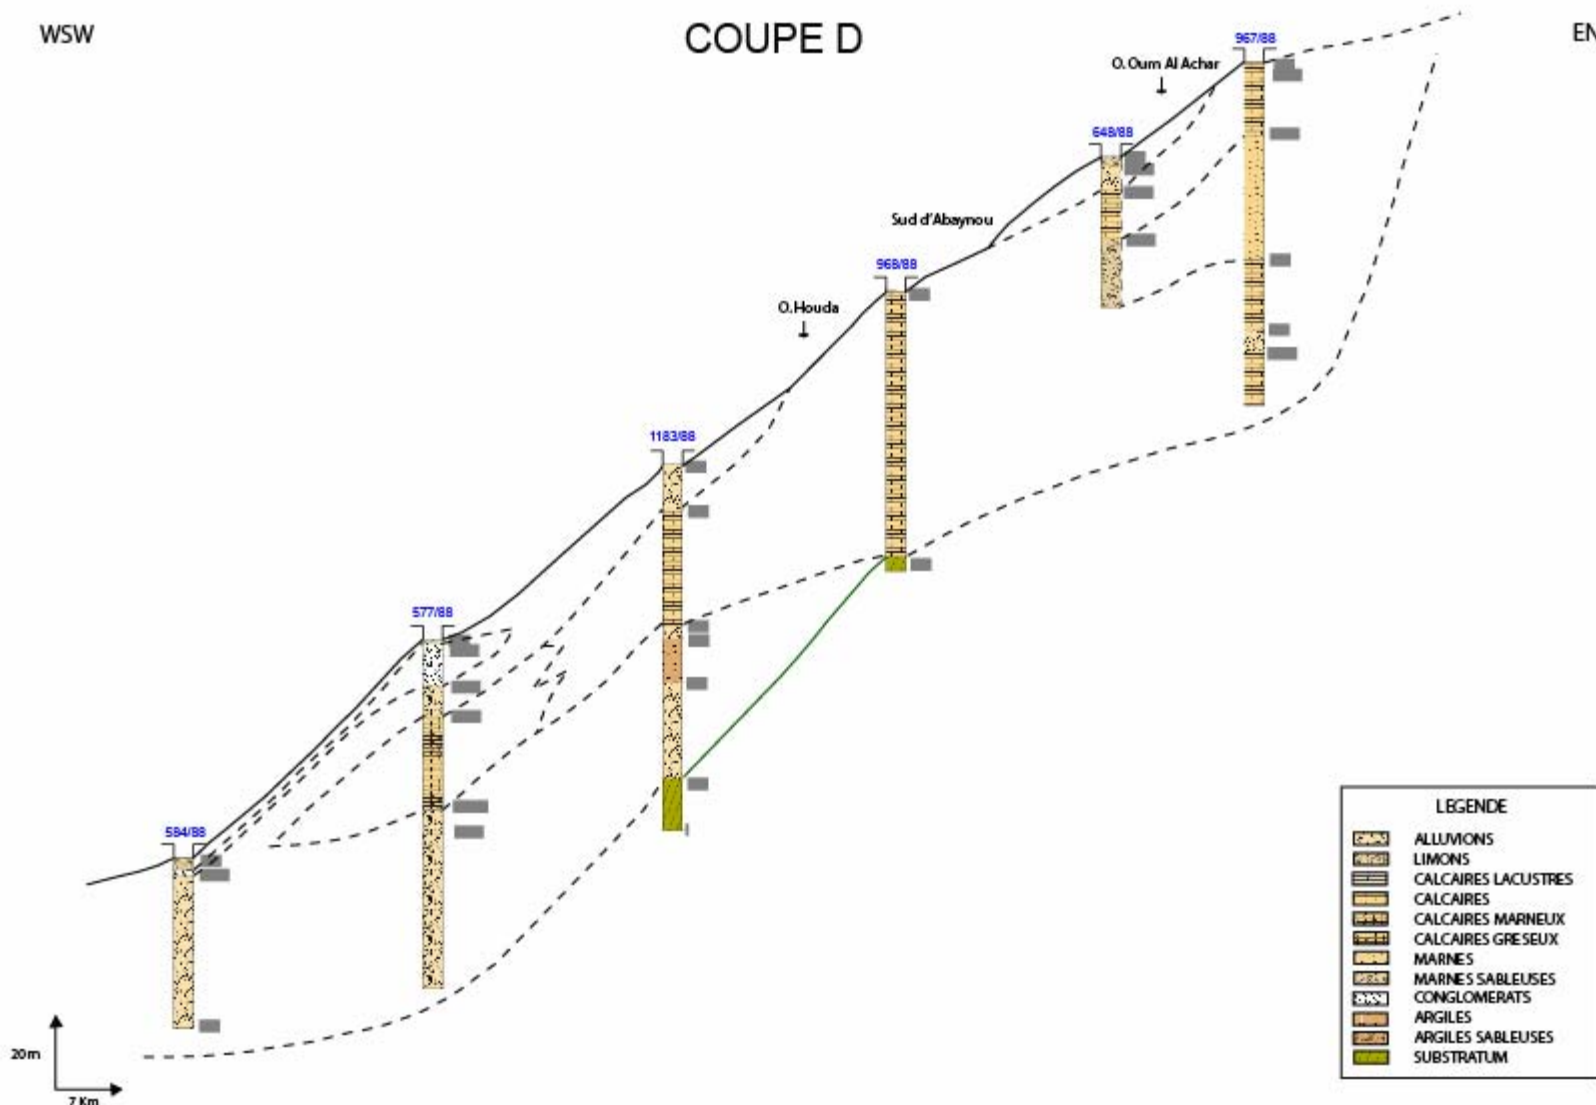 WSW
COUPE D
EN
967/88
O. Oum Al Achar
648/88
Sud d'Abaynou
968/88
O. Houda
1183/88
577/88
594/88
LEGENDE
ALLUVIONS
LIMONS
CALCAIRES LACUSTRES
CALCAIRES
CALCAIRES MARNEUX
CALCAIRES GRESEUX
MARNES
MARNES SABLEUSES
CONGLOMERATS
ARGILES
ARGILES SABLEUSES
SUBSTRATUM
20m
7 Km